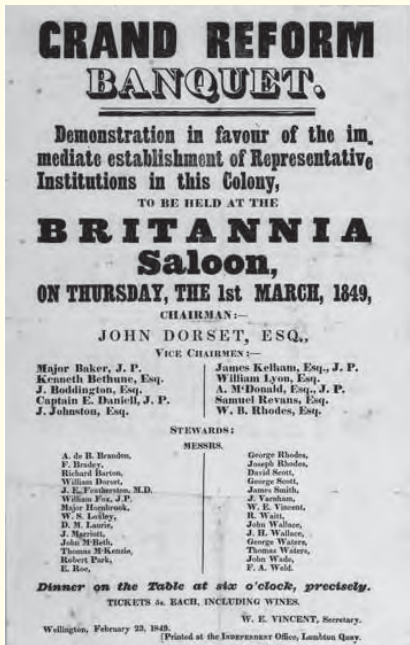 GRAND REFORM
BANQUET.
Demonstration in favour of the im-
mediate establishment of Representative
Institutions in this Colony,
TO BE HELD AT THE
BRITANNIA
Saloon,
ON THURSDAY, THE 1st MARCH, 1849,
CHAIRMAN:—
JOHN DORSET, ESQ.,
VICE CHAIRMEN:—
Major Baker, J. P.
Kenneth Bethune, Esq.
J. Boddington, Esq.
Captain E. Daniell, J. P.
J. Johnston, Esq.
James Kelham, Esq., J. P.
William Lyon, Esq.
A. M'Donald, Esq., J. P.
Samuel Revans, Esq.
W. B. Rhodes, Esq.
STEWARDS:
MESSRS.
A. de B. Brandon,
F. Bradey,
Richard Barton,
William Dorset,
J. E. Featherston, M.D.
William Fox, J.P.
Major Hornbrook,
W. S. Loxley,
D. M. Laurie,
J. Marriott,
John M'Beth,
Thomas M'Kenzie,
Robert Park,
E. Roe,
George Rhodes,
Joseph Rhodes,
David Scott,
George Scott,
James Smith,
J. Varnham,
W. E. Vincent,
R. Waitt,
John Wallace,
J. H. Wallace,
George Waters,
Thomas Waters,
John Wade,
F. A. Weld.
Dinner on the Table at six o'clock, precisely.
TICKETS 5s. EACH, INCLUDING WINES.
W. E. VINCENT, Secretary.
Wellington, February 23, 1849.
[Printed at the INDEPENDENT Office, Lambton Quay.